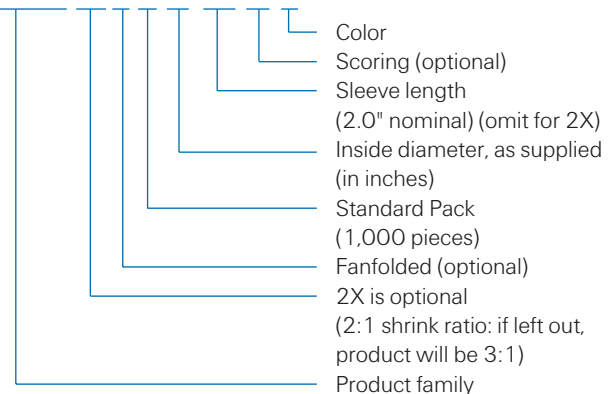 Color
Scoring (optional)
Sleeve length
(2.0" nominal) (omit for 2X)
Inside diameter, as supplied
(in inches)
Standard Pack
(1,000 pieces)
Fanfolded (optional)
2X is optional
(2:1 shrink ratio: if left out,
product will be 3:1)
Product family